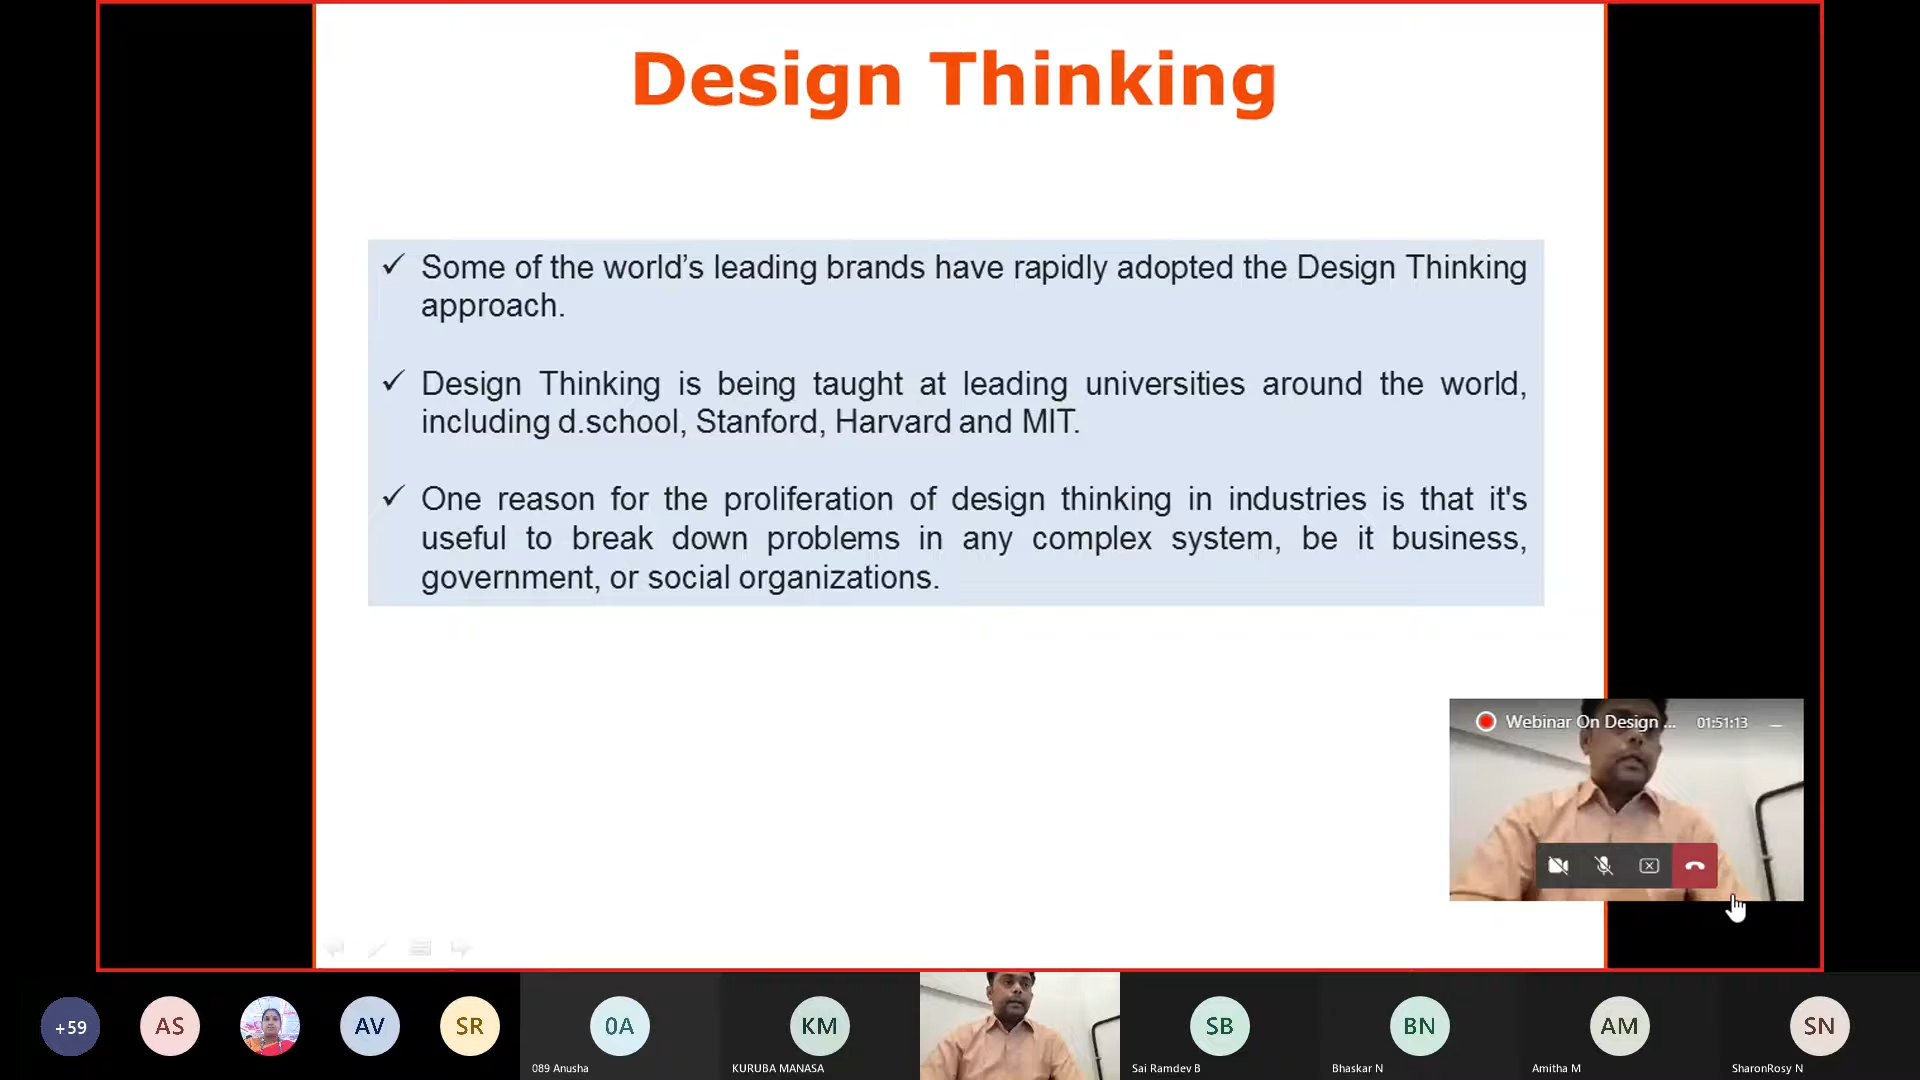 Design Thinking
✓ Some of the world's leading brands have rapidly adopted the Design Thinking
approach.
✓ Design Thinking is being taught at leading universities around the world,
including d.school, Stanford, Harvard and MIT.
✓ One reason for the proliferation of design thinking in industries is that it's
useful to break down problems in any complex system, be it business,
government, or social organizations.
Webinar On Design ... 01:51:13
+59 AS AV SR 0A KM SB BN AM SN
089 Anusha KURUBA MANASA Sai Ramdev B Bhaskar N Amitha M SharonRosy N